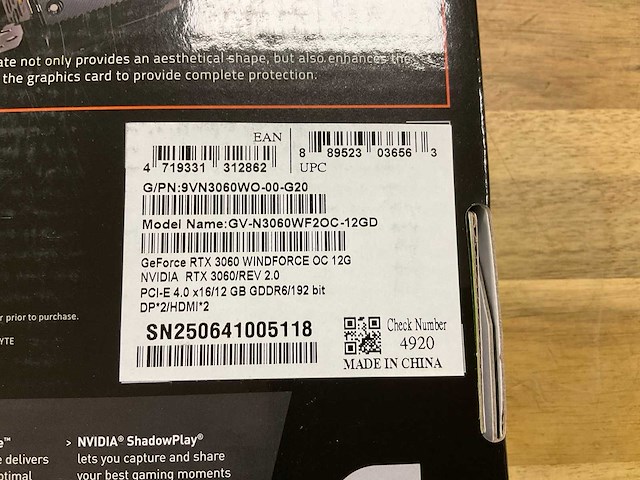 ate not only provides an aesthetical shape, but also enhances the
the graphics card to provide complete protection.
EAN
4 719331 312862
8 89523 03656 3
UPC
G/PN:9VN3060WO-00-G20
Model Name:GV-N3060WF2OC-12GD
GeForce RTX 3060 WINDFORCE OC 12G
NVIDIA RTX 3060/REV 2.0
PCI-E 4.0 x16/12 GB GDDR6/192 bit
DP*2/HDMI*2
SN250641005118
Check Number
4920
MADE IN CHINA
r prior to purchase.
YTE
e™
e delivers
ptimal
> NVIDIA® ShadowPlay®
lets you capture and share
your best gaming moments